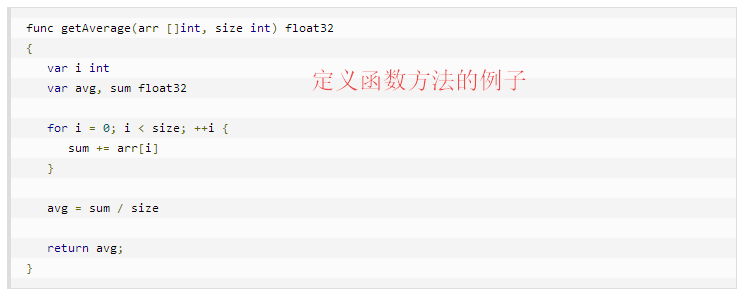 func getAverage(arr []int, size int) float32
{
var i int
var avg, sum float32
定义函数方法的例子
for i = 0; i < size; ++i {
sum += arr[i]
}
avg = sum / size
return avg;
}